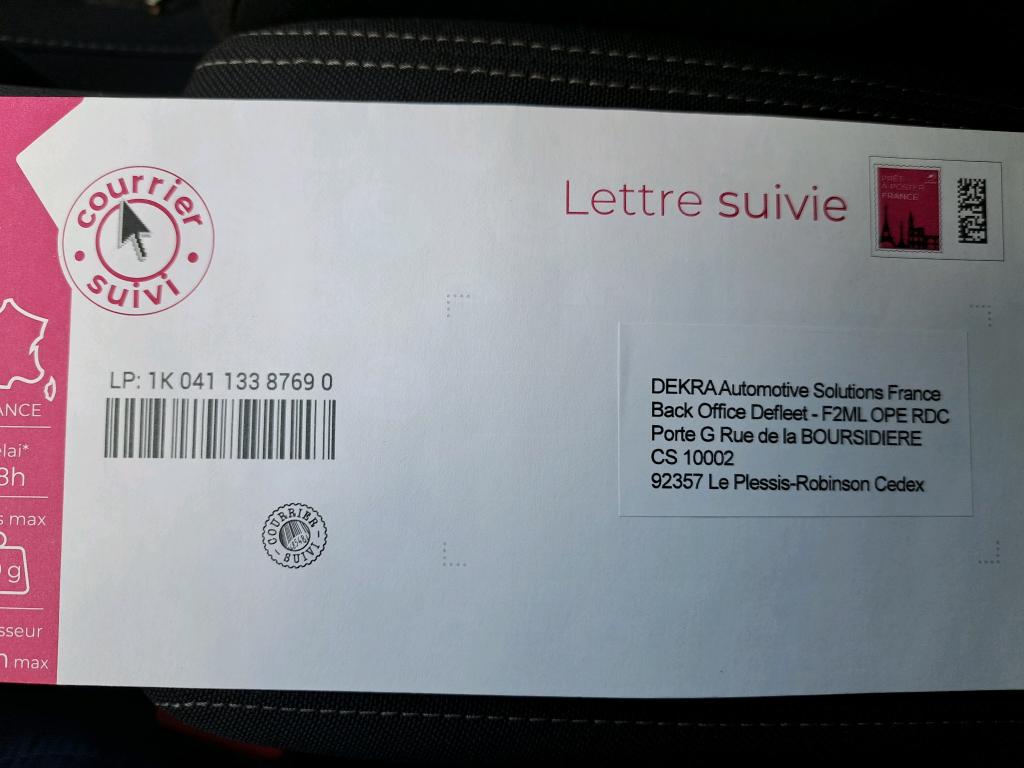 courrier
suivi
Lettre suivie
PRÊT
À POSTER
FRANCE
LP: 1K 041 133 8769 0
DEKRA Automotive Solutions France
Back Office Defleet - F2ML OPE RDC
Porte G Rue de la BOURSIDIERE
CS 10002
92357 Le Plessis-Robinson Cedex
COURRIER
SUIVI
ANCE
elai*
8h
s max
g
sseur
max